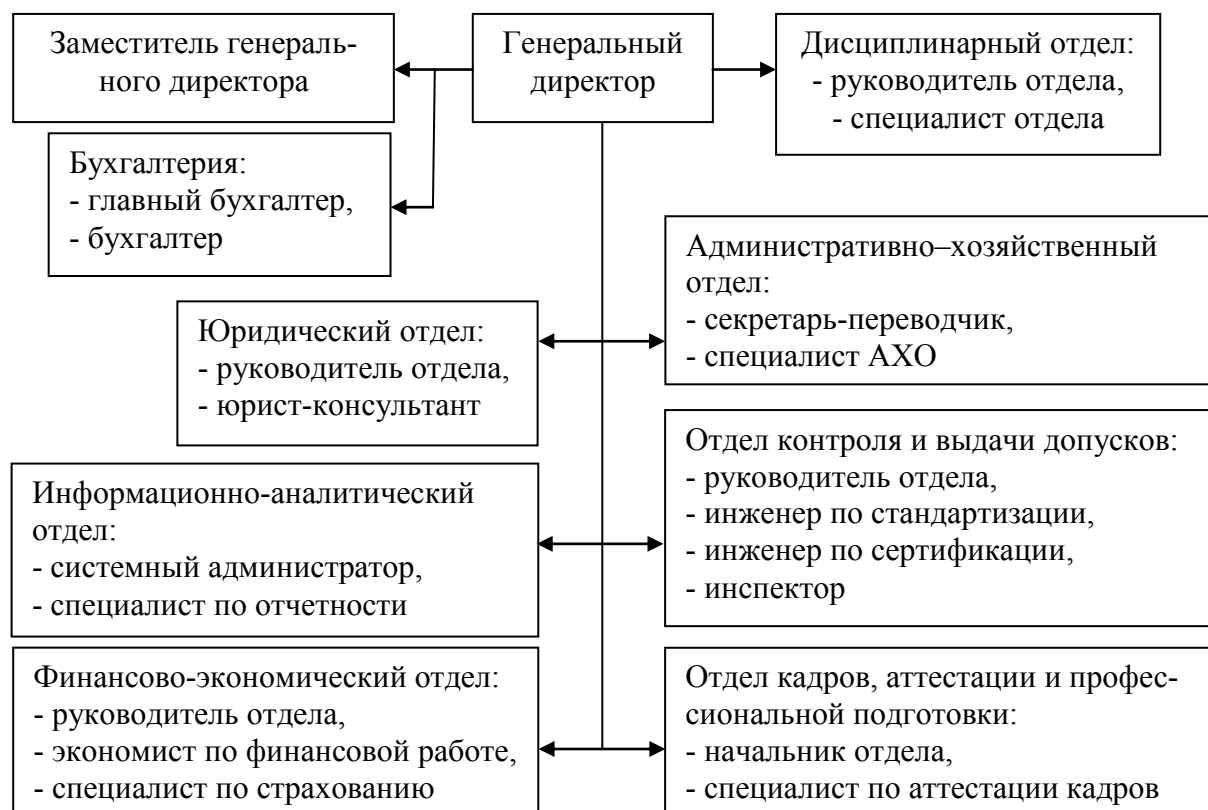 Заместитель генераль-
ного директора
Генеральный
директор
Дисциплинарный отдел:
- руководитель отдела,
- специалист отдела
Бухгалтерия:
- главный бухгалтер,
- бухгалтер
Административно–хозяйственный
отдел:
- секретарь-переводчик,
- специалист АХО
Юридический отдел:
- руководитель отдела,
- юрист-консультант
Отдел контроля и выдачи допусков:
- руководитель отдела,
- инженер по стандартизации,
- инженер по сертификации,
- инспектор
Информационно-аналитический
отдел:
- системный администратор,
- специалист по отчетности
Финансово-экономический отдел:
- руководитель отдела,
- экономист по финансовой работе,
- специалист по страхованию
Отдел кадров, аттестации и профес-
сиональной подготовки:
- начальник отдела,
- специалист по аттестации кадров